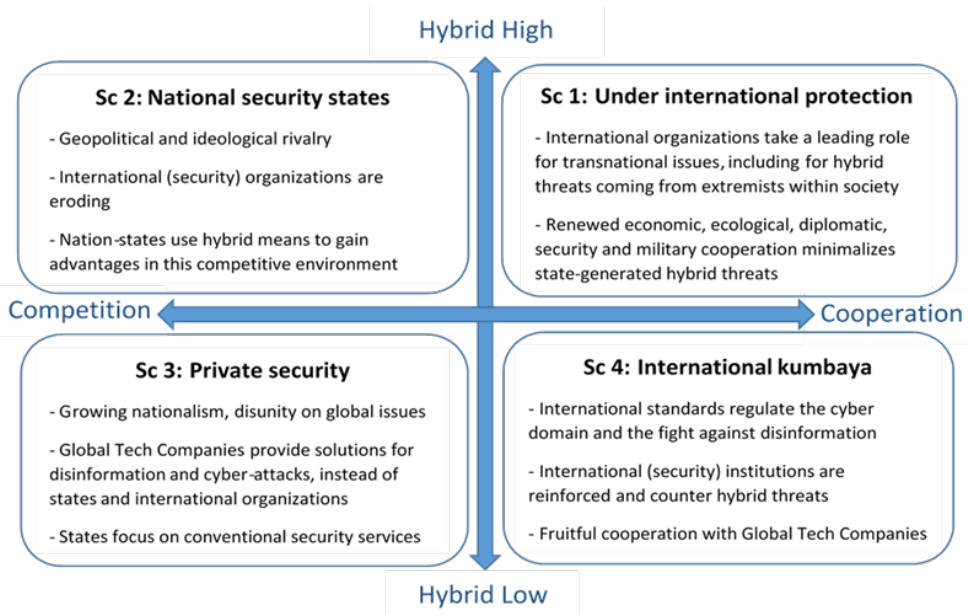 Hybrid High
Sc 2: National security states
- Geopolitical and ideological rivalry
- International (security) organizations are
eroding
- Nation-states use hybrid means to gain
advantages in this competitive environment
Sc 1: Under international protection
- International organizations take a leading role
for transnational issues, including for hybrid
threats coming from extremists within society
- Renewed economic, ecological, diplomatic,
security and military cooperation minimalizes
state-generated hybrid threats
Competition
Cooperation
Sc 3: Private security
- Growing nationalism, disunity on global issues
- Global Tech Companies provide solutions for
disinformation and cyber-attacks, instead of
states and international organizations
- States focus on conventional security services
Sc 4: International kumbaya
- International standards regulate the cyber
domain and the fight against disinformation
- International (security) institutions are
reinforced and counter hybrid threats
- Fruitful cooperation with Global Tech Companies
Hybrid Low